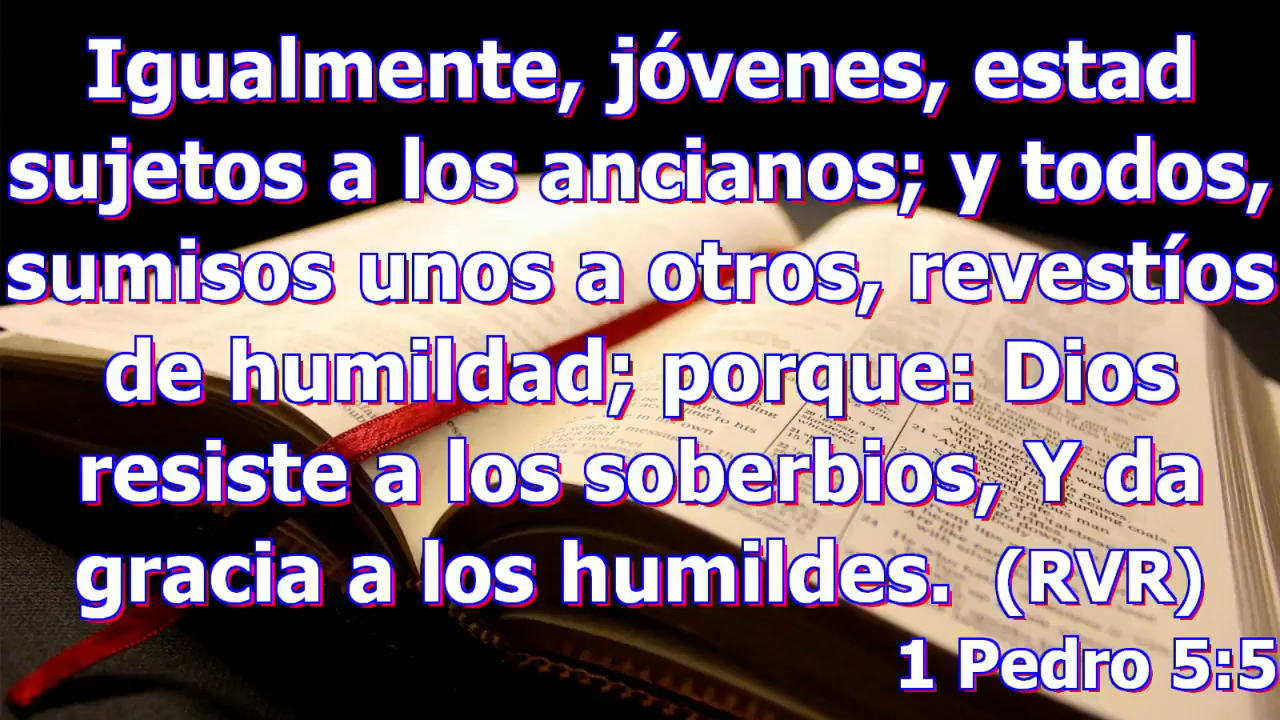 Igualmente, jóvenes, estad
sujetos a los ancianos; y todos,
sumisos unos a otros, revestíos
de humildad; porque: Dios
resiste a los soberbios, Y da
gracia a los humildes. (RVR)
1 Pedro 5:5